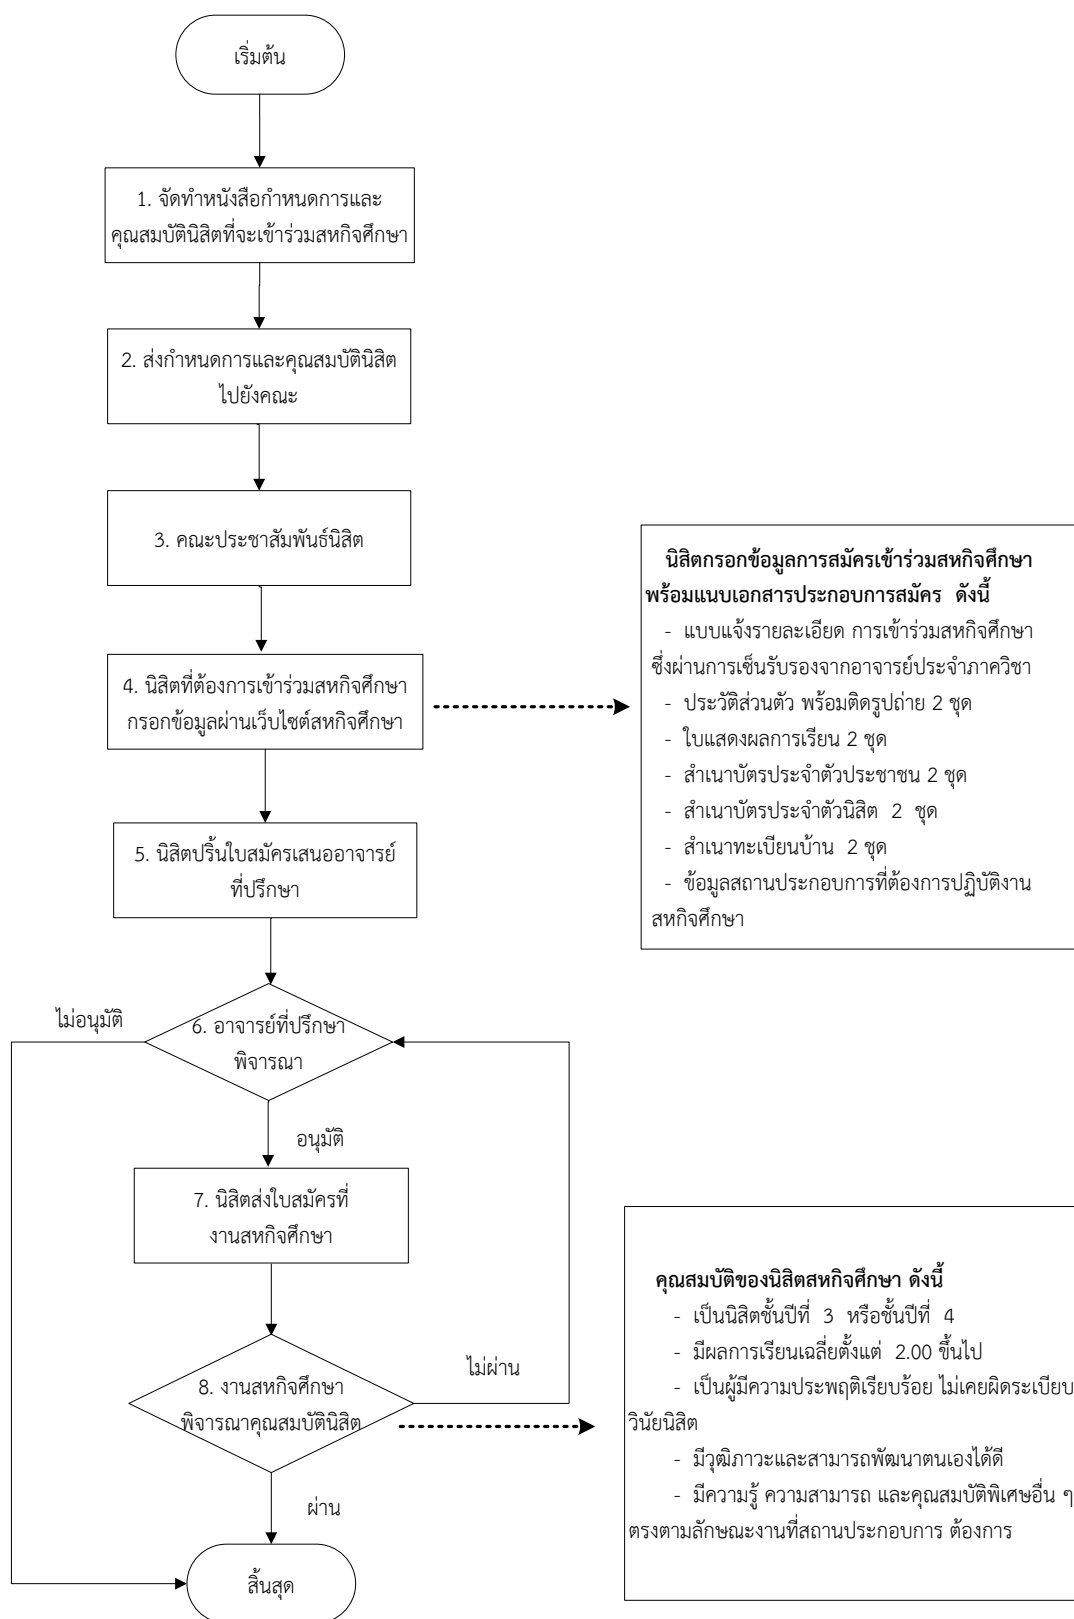 เริ่มต้น
1. จัดทำหนังสือกำหนดการและ
คุณสมบัตินิสิตที่จะเข้าร่วมสหกิจศึกษา
2. ส่งกำหนดการและคุณสมบัตินิสิต
ไปยังคณะ
3. คณะประชาสัมพันธ์นิสิต
4. นิสิตที่ต้องการเข้าร่วมสหกิจศึกษา
กรอกข้อมูลผ่านเว็บไซต์สหกิจศึกษา
นิสิตกรอกข้อมูลการสมัครเข้าร่วมสหกิจศึกษา
พร้อมแนบเอกสารประกอบการสมัคร ดังนี้
- แบบแจ้งรายละเอียด การเข้าร่วมสหกิจศึกษา
ซึ่งผ่านการเซ็นรับรองจากอาจารย์ประจำภาควิชา
- ประวัติส่วนตัว พร้อมติดรูปถ่าย 2 ชุด
- ใบแสดงผลการเรียน 2 ชุด
- สำเนาบัตรประจำตัวประชาชน 2 ชุด
- สำเนาบัตรประจำตัวนิสิต 2 ชุด
- สำเนาทะเบียนบ้าน 2 ชุด
- ข้อมูลสถานประกอบการที่ต้องการปฏิบัติงาน
สหกิจศึกษา
5. นิสิตปริ้นใบสมัครเสนออาจารย์
ที่ปรึกษา
ไม่อนุมัติ
6. อาจารย์ที่ปรึกษา
พิจารณา
อนุมัติ
7. นิสิตส่งใบสมัครที่
งานสหกิจศึกษา
ไม่ผ่าน
8. งานสหกิจศึกษา
พิจารณาคุณสมบัตินิสิต
คุณสมบัติของนิสิตสหกิจศึกษา ดังนี้
- เป็นนิสิตชั้นปีที่ 3 หรือชั้นปีที่ 4
- มีผลการเรียนเฉลี่ยตั้งแต่ 2.00 ขึ้นไป
- เป็นผู้มีความประพฤติเรียบร้อย ไม่เคยผิดระเบียบ
วินัยนิสิต
- มีวุฒิภาวะและสามารถพัฒนาตนเองได้ดี
- มีความรู้ ความสามารถ และคุณสมบัติพิเศษอื่น ๆ
ตรงตามลักษณะงานที่สถานประกอบการ ต้องการ
ผ่าน
สิ้นสุด